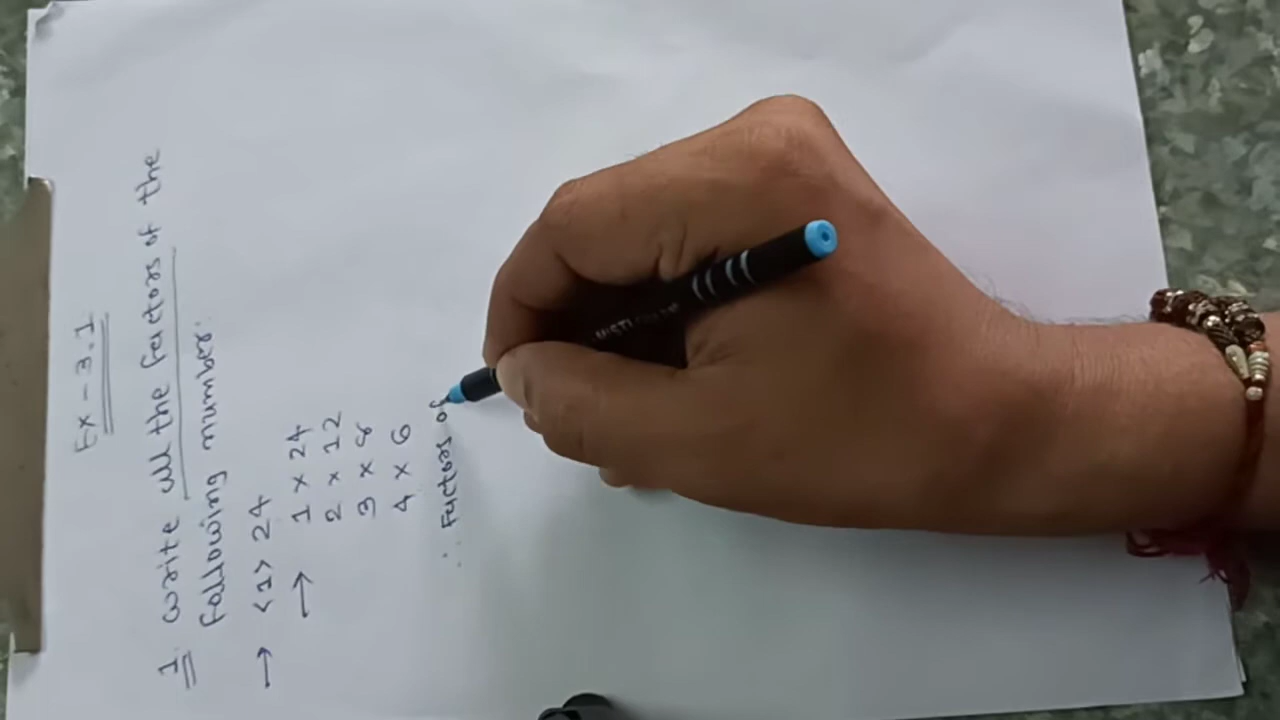 Ex - 3.1
1. write all the factors of the
following number.
→ <1> 24
→ 1 × 24
2 × 12
3 × 8
4 × 6
∴ Factors of